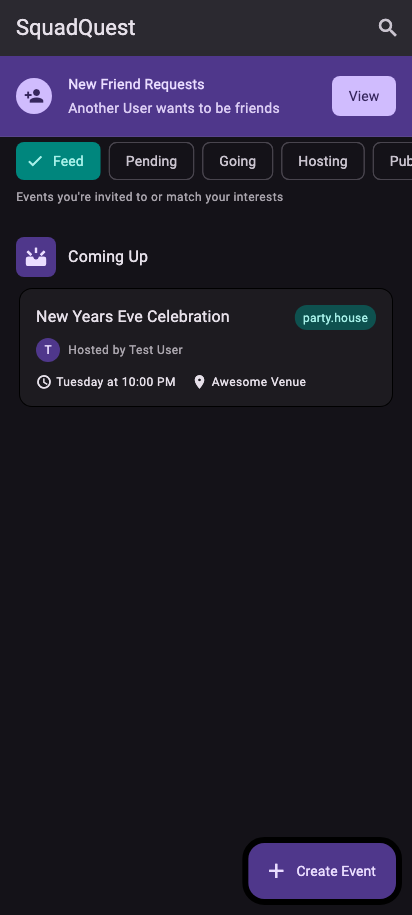 SquadQuest
New Friend Requests
Another User wants to be friends
View
Feed
Pending
Going
Hosting
Pub
Events you're invited to or match your interests
Coming Up
New Years Eve Celebration
party.house
T
Hosted by Test User
Tuesday at 10:00 PM
Awesome Venue
+ Create Event